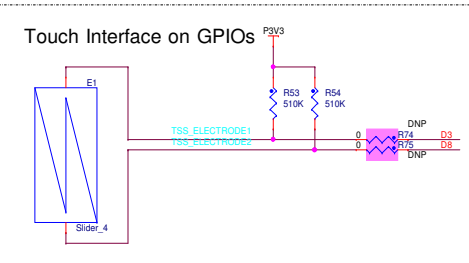 Touch Interface on GPIOs
P3V3
E1
R53
510K
R54
510K
TSS_ELECTRODE1
TSS_ELECTRODE2
DNP
0
R74
D3
0
R75
D8
DNP
Slider_4